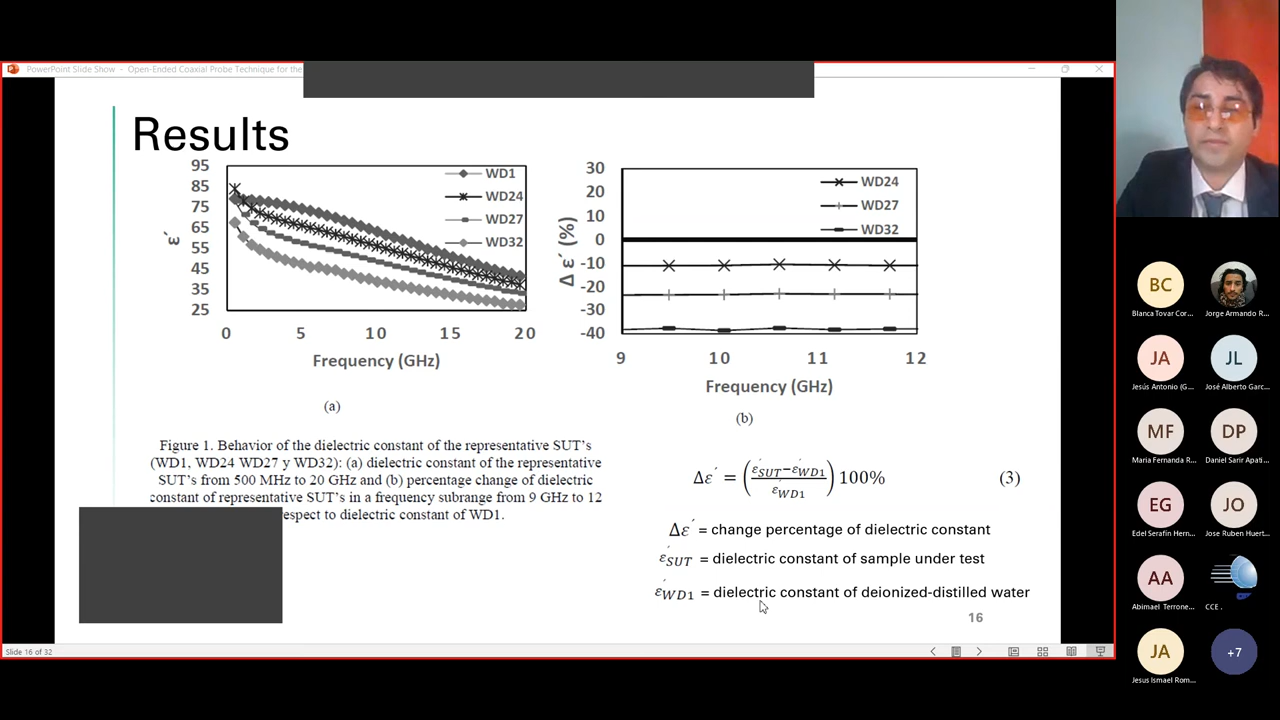 PowerPoint Slide Show - Open-Ended Coaxial Probe Technique for the
Results
95
85
75
65
55
45
35
25
ε´
WD1
WD24
WD27
WD32
0 5 10 15 20
Frequency (GHz)
(a)
30
20
10
0
-10
-20
-30
-40
Δ ε´ (%)
WD24
WD27
WD32
9 10 11 12
Frequency (GHz)
(b)
Figure 1. Behavior of the dielectric constant of the representative SUT’s
(WD1, WD24 WD27 y WD32): (a) dielectric constant of the representative
SUT’s from 500 MHz to 20 GHz and (b) percentage change of dielectric
constant of representative SUT’s in a frequency subrange from 9 GHz to 12
espect to dielectric constant of WD1.
Δε´ = (ε´SUT−ε´WD1 / ε´WD1) 100% (3)
Δε´ = change percentage of dielectric constant
ε´SUT = dielectric constant of sample under test
ε´WD1 = dielectric constant of deionized-distilled water
16
Slide 16 of 32
BC
Blanca Tovar Cor...
Jorge Armando R...
JA
Jesús Antonio (G...
JL
José Alberto Garc...
MF
Maria Fernanda R...
DP
Daniel Sarir Apati...
EG
Edel Serafin Hern...
JO
Jose Ruben Huert...
AA
Abimael Terrone...
CCE .
JA
Jesus Ismael Rom...
+7